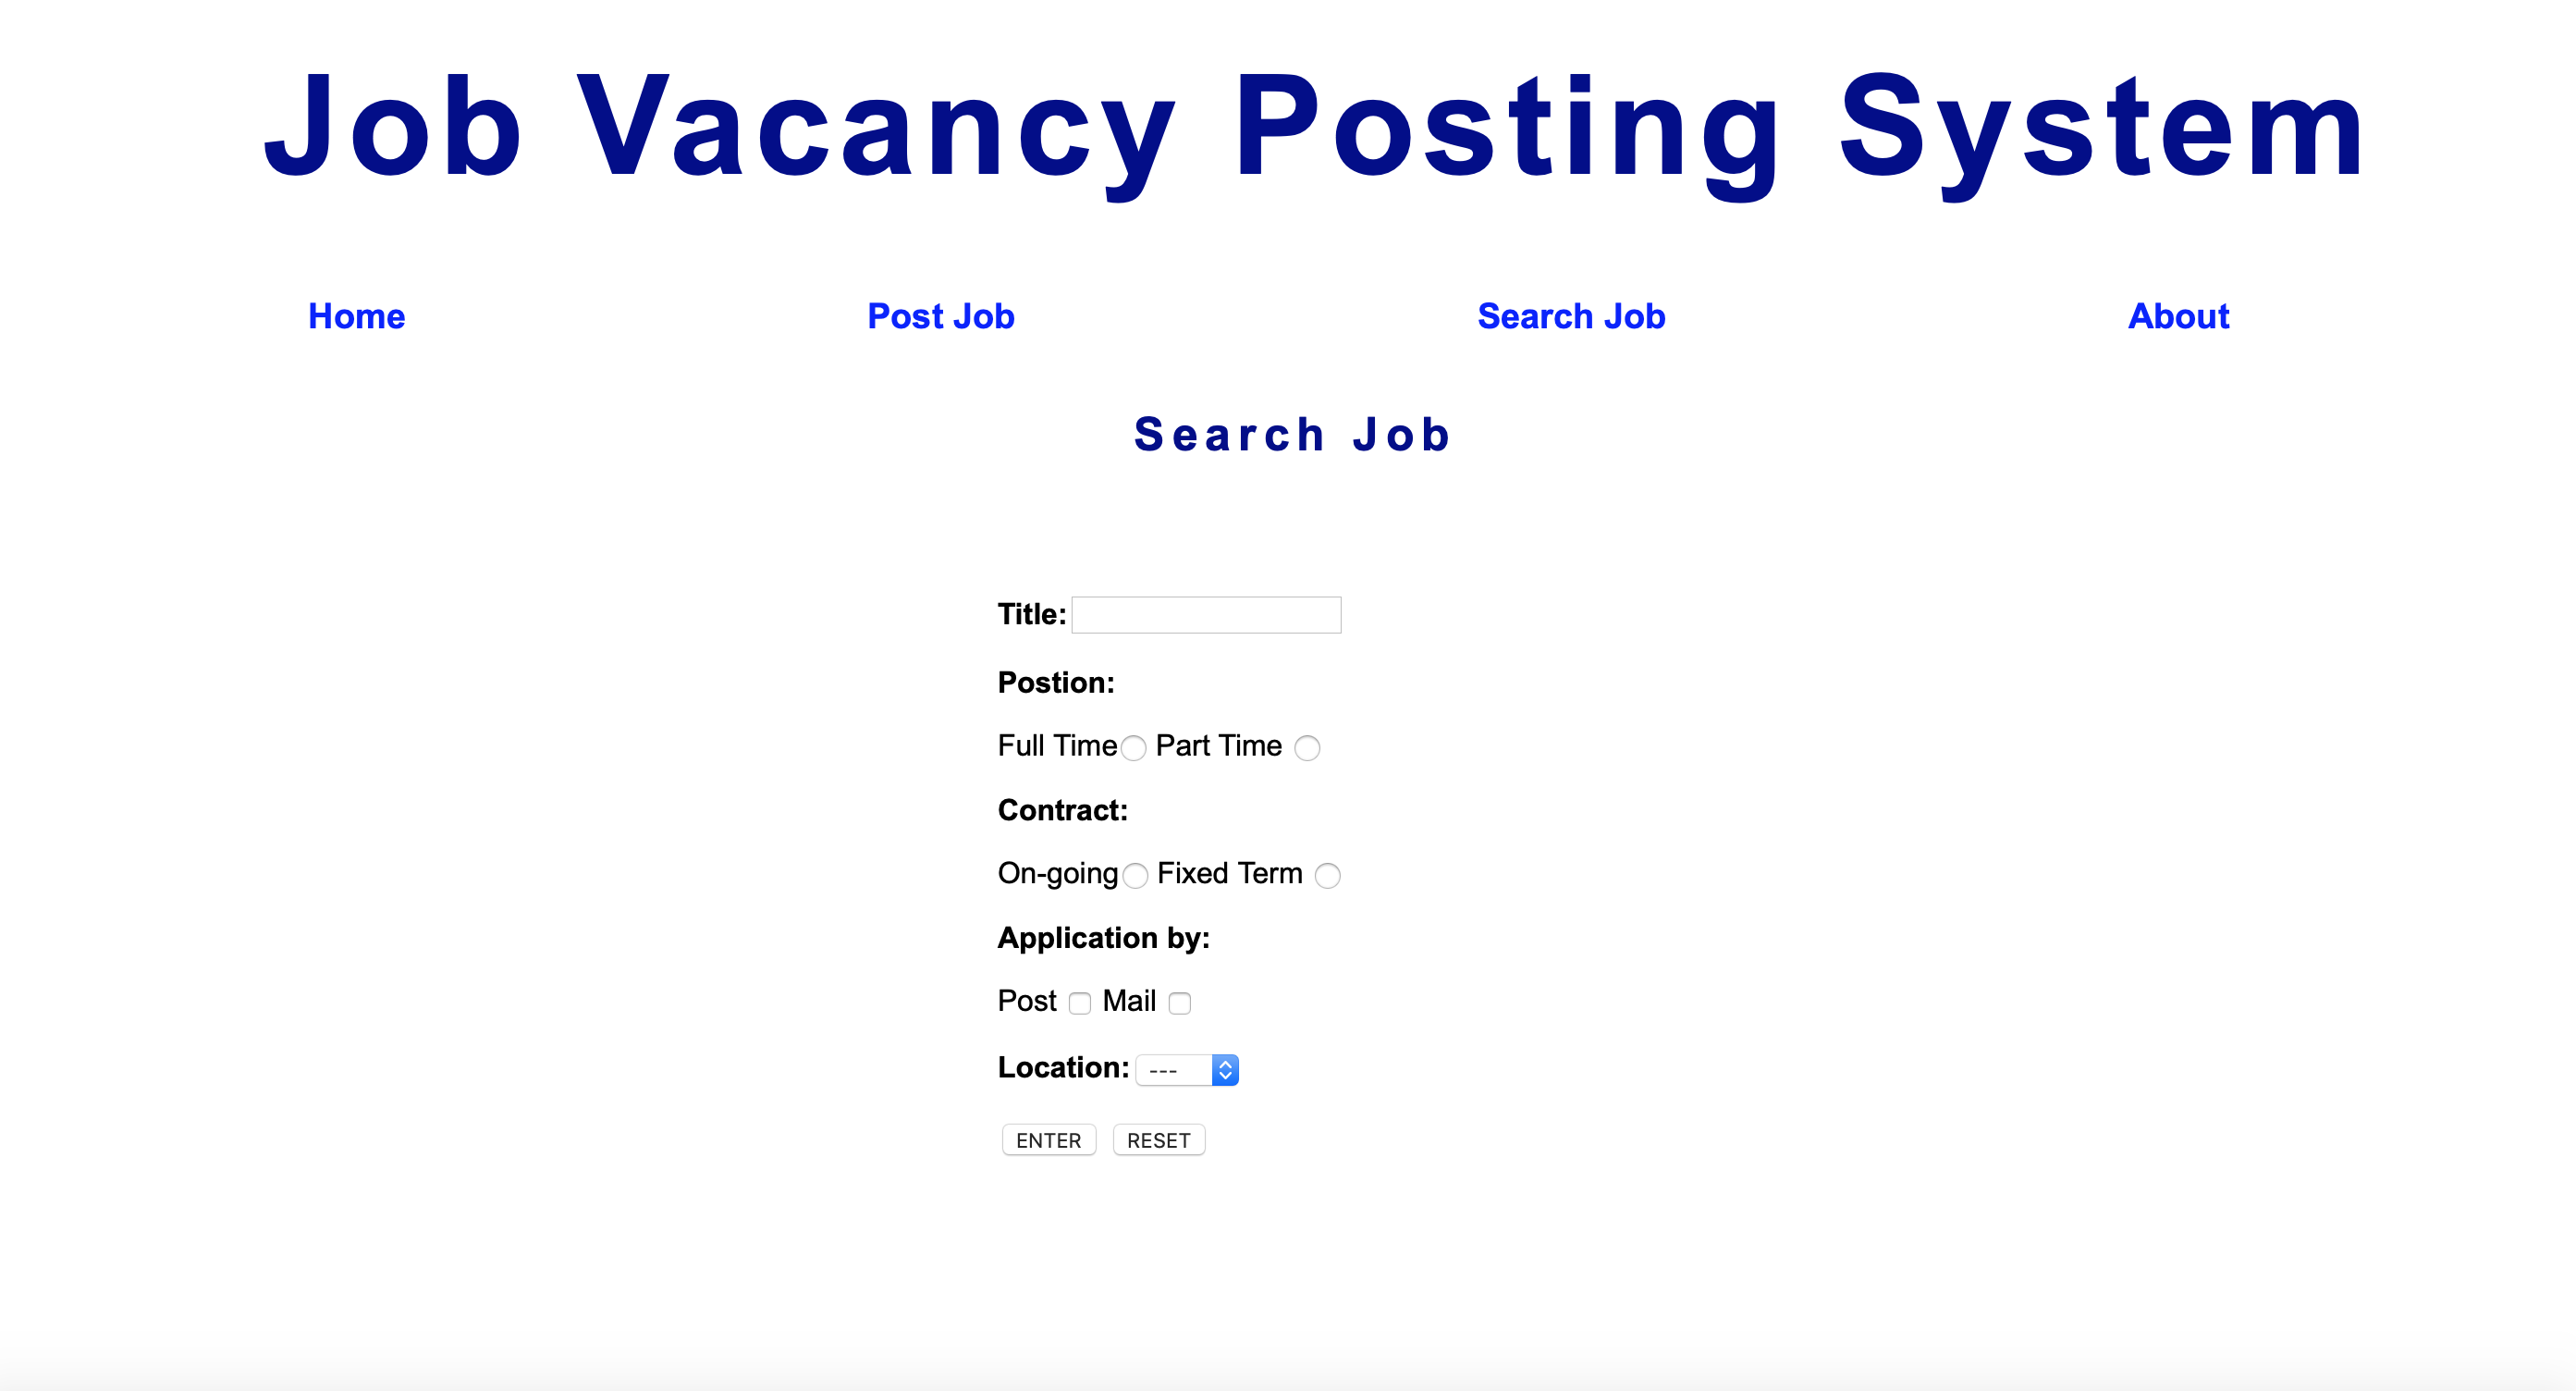 Job Vacancy Posting System
Home Post Job Search Job About
Search Job
Title:
Postion:
Full Time Part Time
Contract:
On-going Fixed Term
Application by:
Post Mail
Location: ---
ENTER RESET